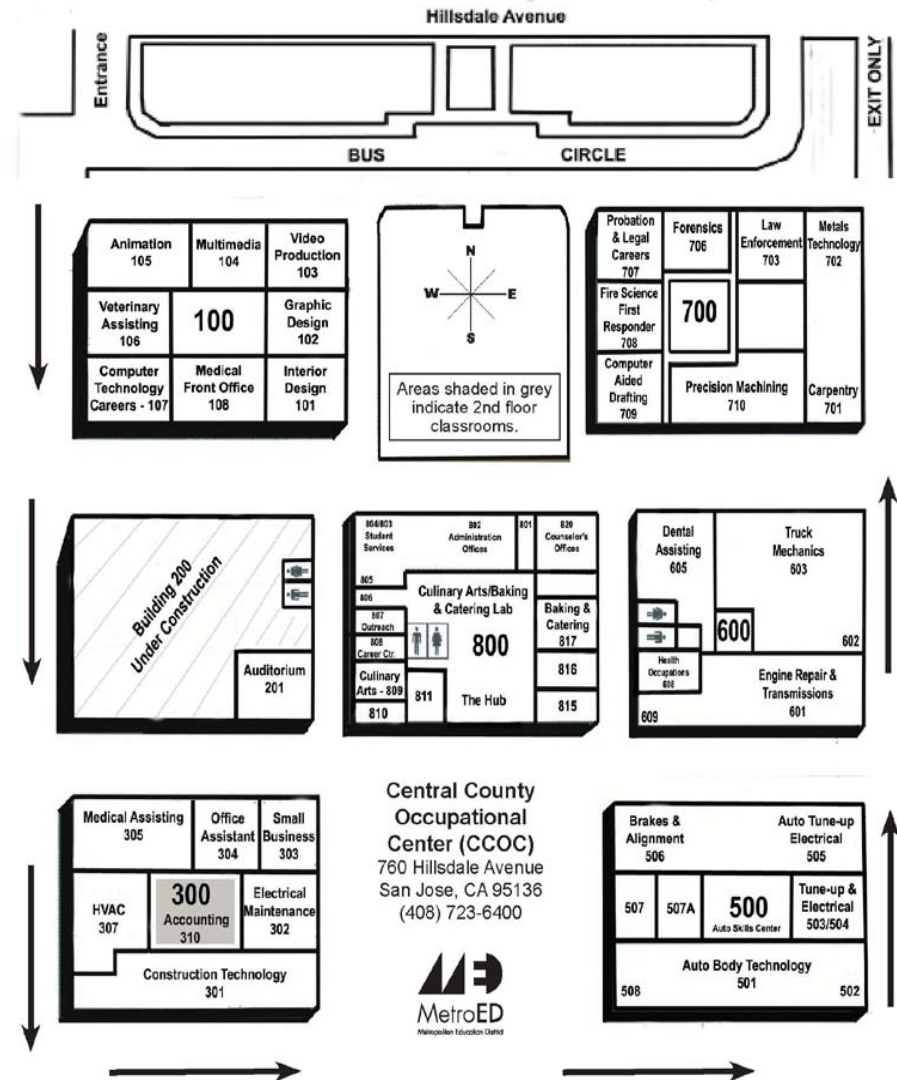 Hillsdale Avenue
Entrance
EXIT ONLY
BUS CIRCLE
Animation
105
Multimedia
104
Video
Production
103
Veterinary
Assisting
106
100
Graphic
Design
102
Computer
Technology
Careers - 107
Medical
Front Office
108
Interior
Design
101
N
W E
S
Areas shaded in grey
indicate 2nd floor
classrooms.
Probation
& Legal
Careers
707
Forensics
706
Law
Enforcement
703
Metals
Technology
702
Fire Science
First
Responder
708
700
Computer
Aided
Drafting
709
Precision Machining
710
Carpentry
701
Building 200
Under Construction
Auditorium
201
804/803
Student
Services
802
Administration
Offices
801
820
Counselor's
Offices
805
806
Culinary Arts/Baking
& Catering Lab
807
Outreach
808
Career Ctr.
800
Baking &
Catering
817
816
Culinary
Arts - 809
811
The Hub
815
810
Dental
Assisting
605
Truck
Mechanics
603
600
602
Health
Occupations
608
Engine Repair &
Transmissions
601
609
Medical Assisting
305
Office
Assistant
304
Small
Business
303
HVAC
307
300
Accounting
310
Electrical
Maintenance
302
Construction Technology
301
Central County
Occupational
Center (CCOC)
760 Hillsdale Avenue
San Jose, CA 95136
(408) 723-6400
MetroED
Metropolitan Education District
Brakes &
Alignment
506
Auto Tune-up
Electrical
505
507
507A
500
Auto Skills Center
Tune-up &
Electrical
503/504
Auto Body Technology
501
508
502